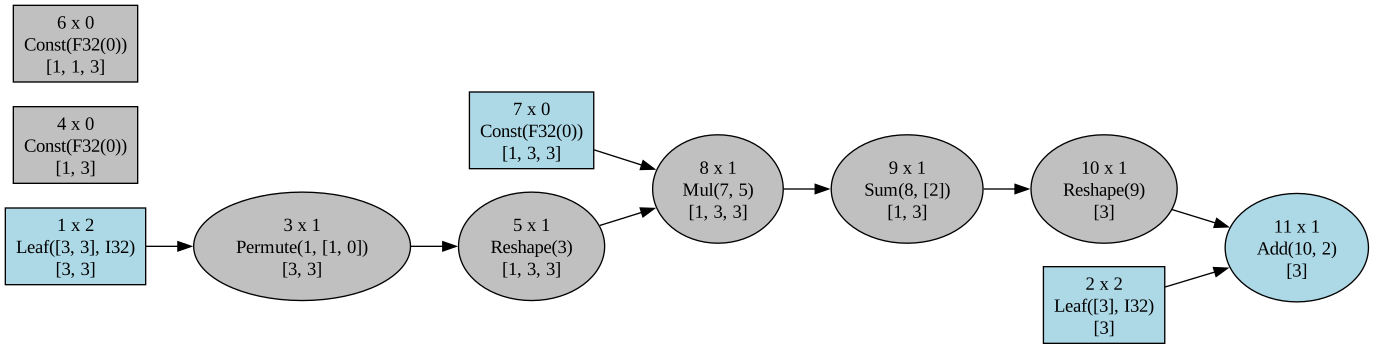 6 x 0
Const(F32(0))
[1, 1, 3]
4 x 0
Const(F32(0))
[1, 3]
1 x 2
Leaf([3, 3], I32)
[3, 3]
3 x 1
Permute(1, [1, 0])
[3, 3]
7 x 0
Const(F32(0))
[1, 3, 3]
5 x 1
Reshape(3)
[1, 3, 3]
8 x 1
Mul(7, 5)
[1, 3, 3]
9 x 1
Sum(8, [2])
[1, 3]
10 x 1
Reshape(9)
[3]
2 x 2
Leaf([3], I32)
[3]
11 x 1
Add(10, 2)
[3]